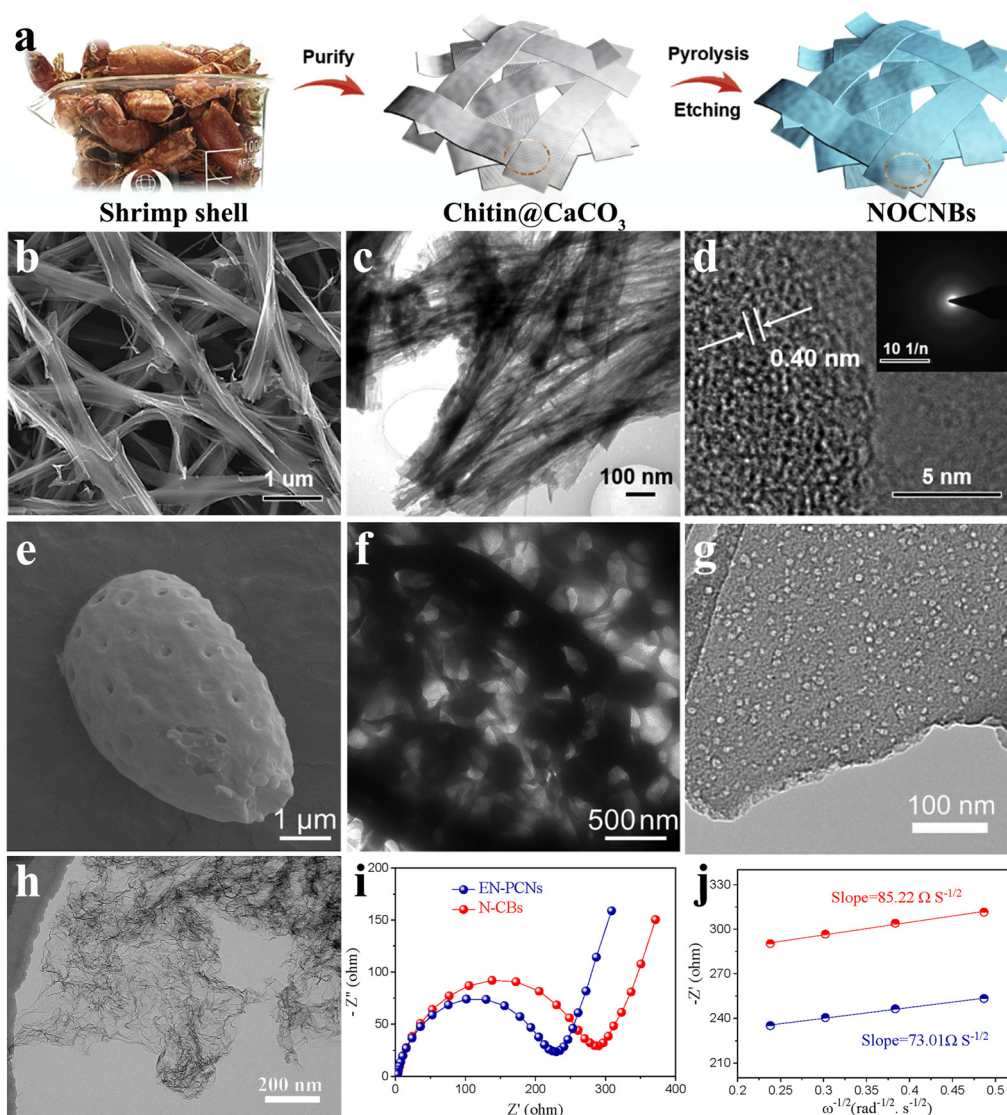 a
Purify
Pyrolysis
Etching
Shrimp shell
Chitin@CaCO₃
NOCNBs
b
1 um
c
100 nm
d
0.40 nm
10 1/n
5 nm
e
1 µm
f
500 nm
g
100 nm
h
200 nm
i
EN-PCNs
N-CBs
200
150
100
50
0
- Z'' (ohm)
0 100 200 300 400
Z' (ohm)
j
Slope=85.22 Ω S⁻¹/²
Slope=73.01Ω S⁻¹/²
330
300
270
240
210
-Z' (ohm)
0.2 0.25 0.3 0.35 0.4 0.45 0.5
ω⁻¹/²(rad⁻¹/². s⁻¹/²)